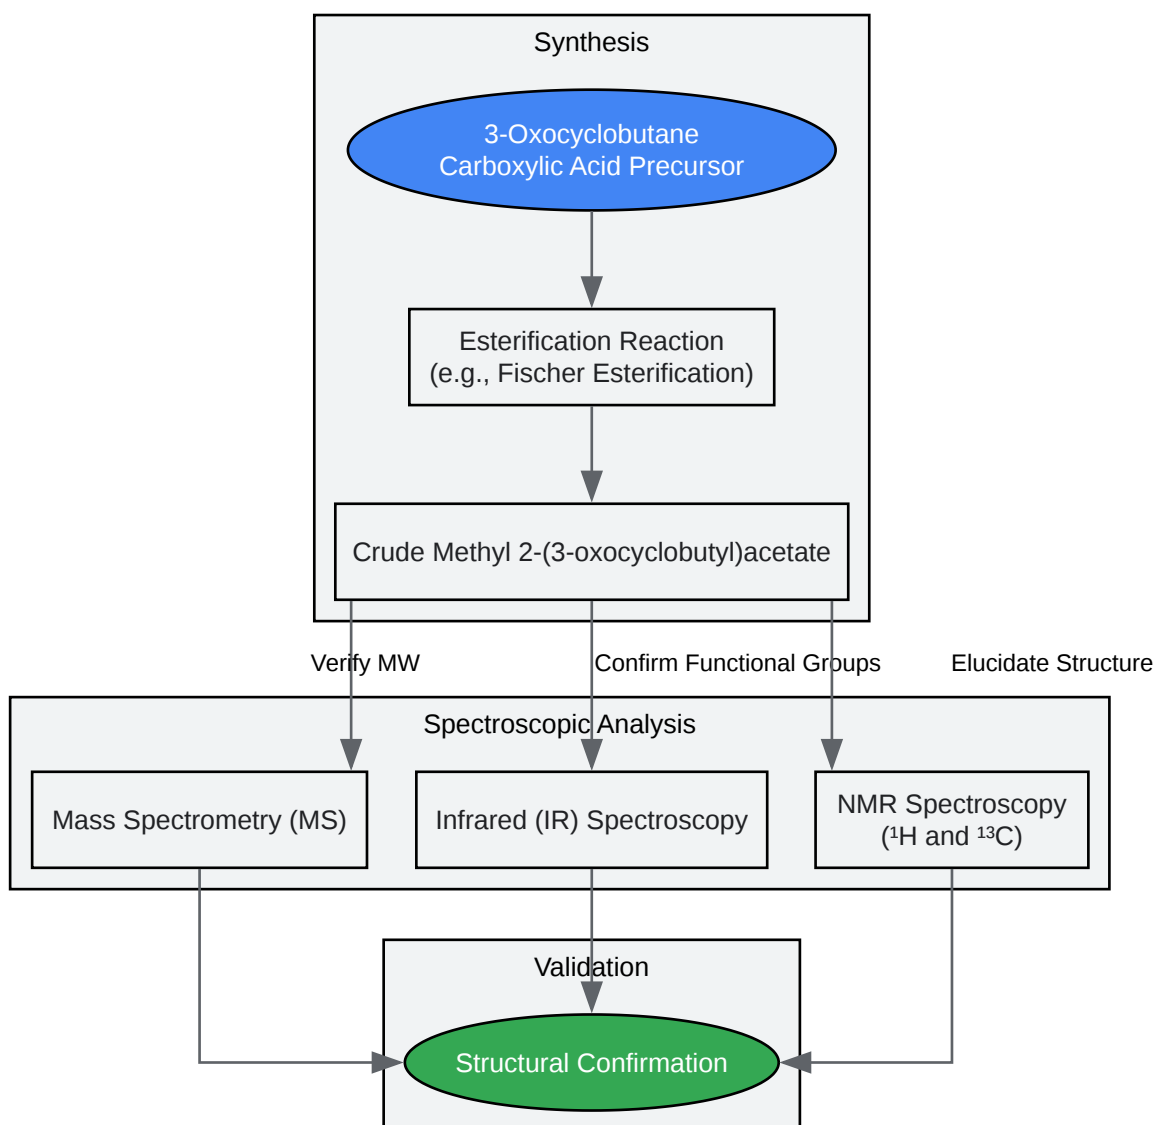 Synthesis
3-Oxocyclobutane
Carboxylic Acid Precursor
Esterification Reaction
(e.g., Fischer Esterification)
Crude Methyl 2-(3-oxocyclobutyl)acetate
Verify MW
Confirm Functional Groups
Elucidate Structure
Spectroscopic Analysis
Mass Spectrometry (MS)
Infrared (IR) Spectroscopy
NMR Spectroscopy
(¹H and ¹³C)
Validation
Structural Confirmation